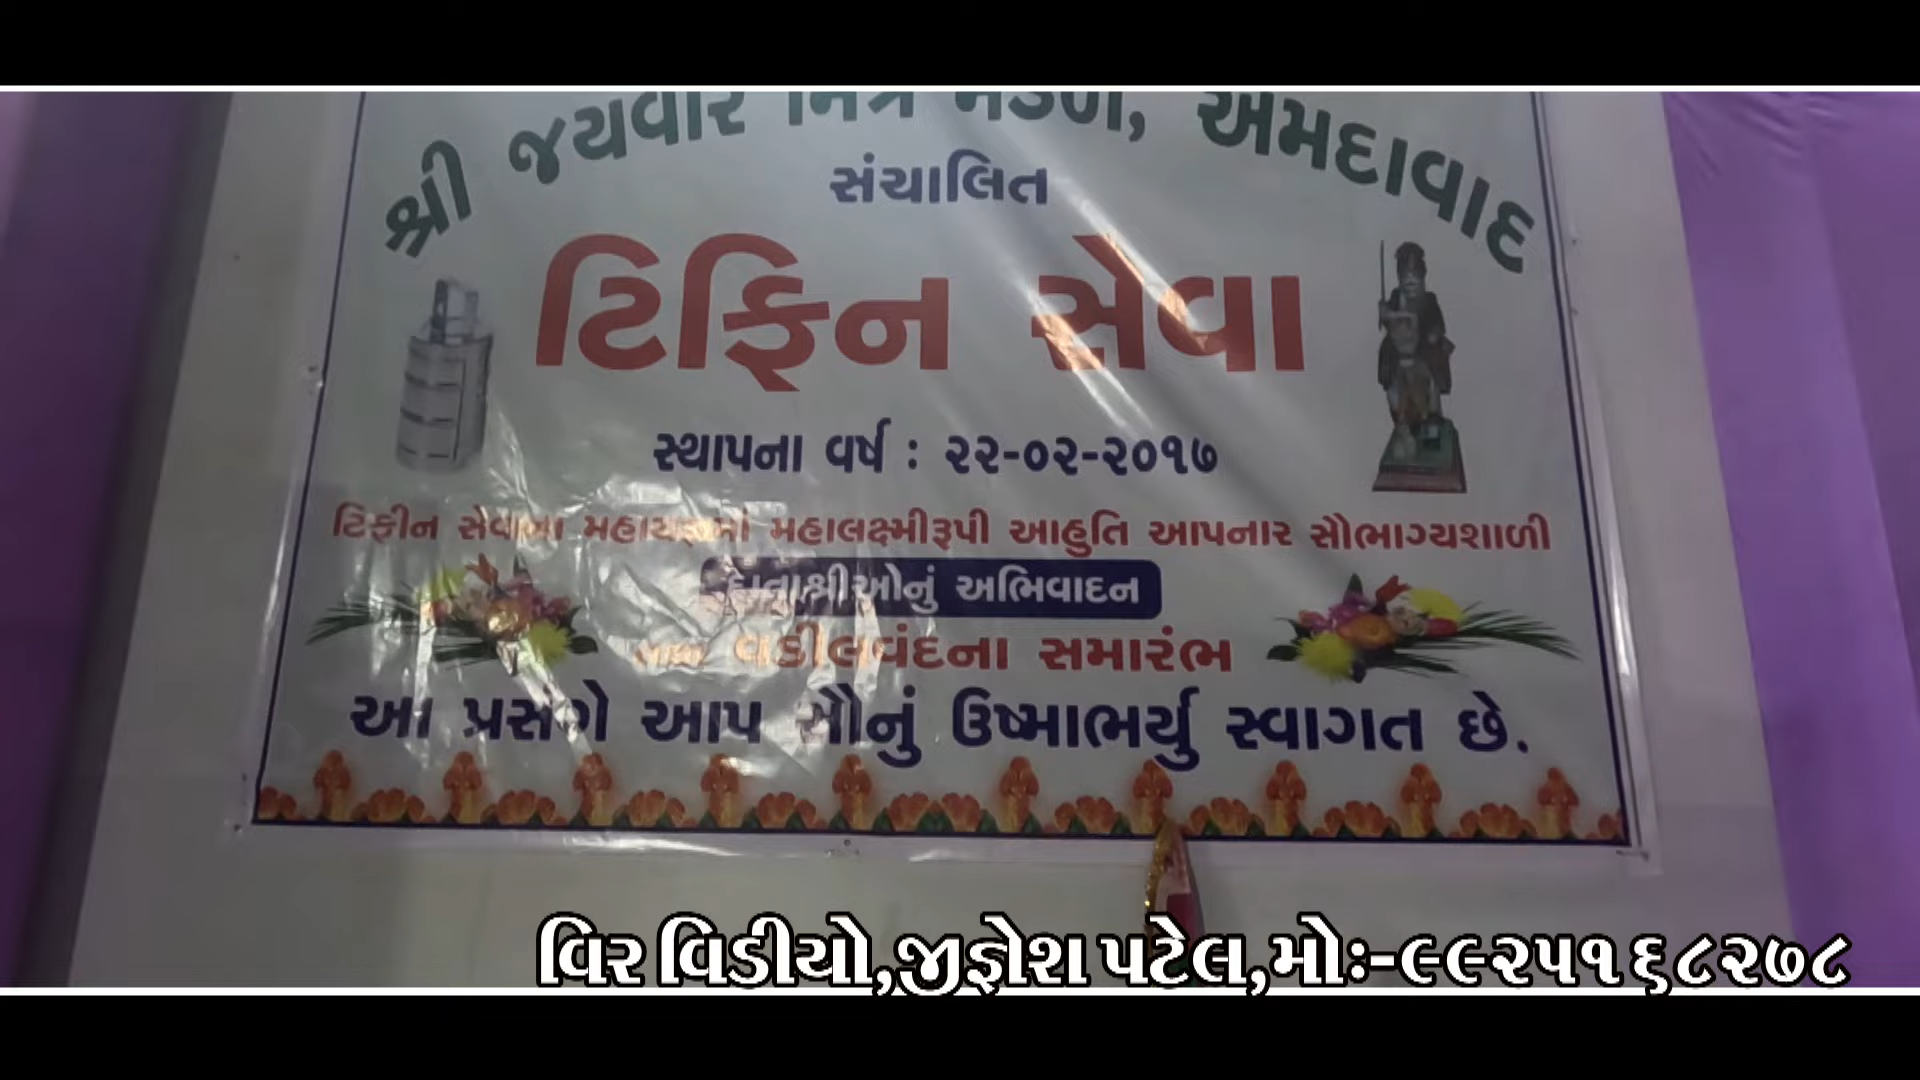 શ્રી જયવીર મિત્ર મંડળ, અમદાવાદ
સંચાલિત
ટિફિન સેવા
સ્થાપના વર્ષ : ૨૨-૦૨-૨૦૧૭
ટિફીન સેવાના મહાયજ્ઞમાં મહાલક્ષ્મીરૂપી આહુતિ આપનાર સૌભાગ્યશાળી
દાતાશ્રીઓનું અભિવાદન
વડીલવંદના સમારંભ
આ પ્રસંગે આપ સૌનું ઉષ્માભર્યુ સ્વાગત છે.
વિર વિડીયો,જીજ્ઞેશ પટેલ,મોઃ-૯૯૨૫૧૬૮૨૭૮